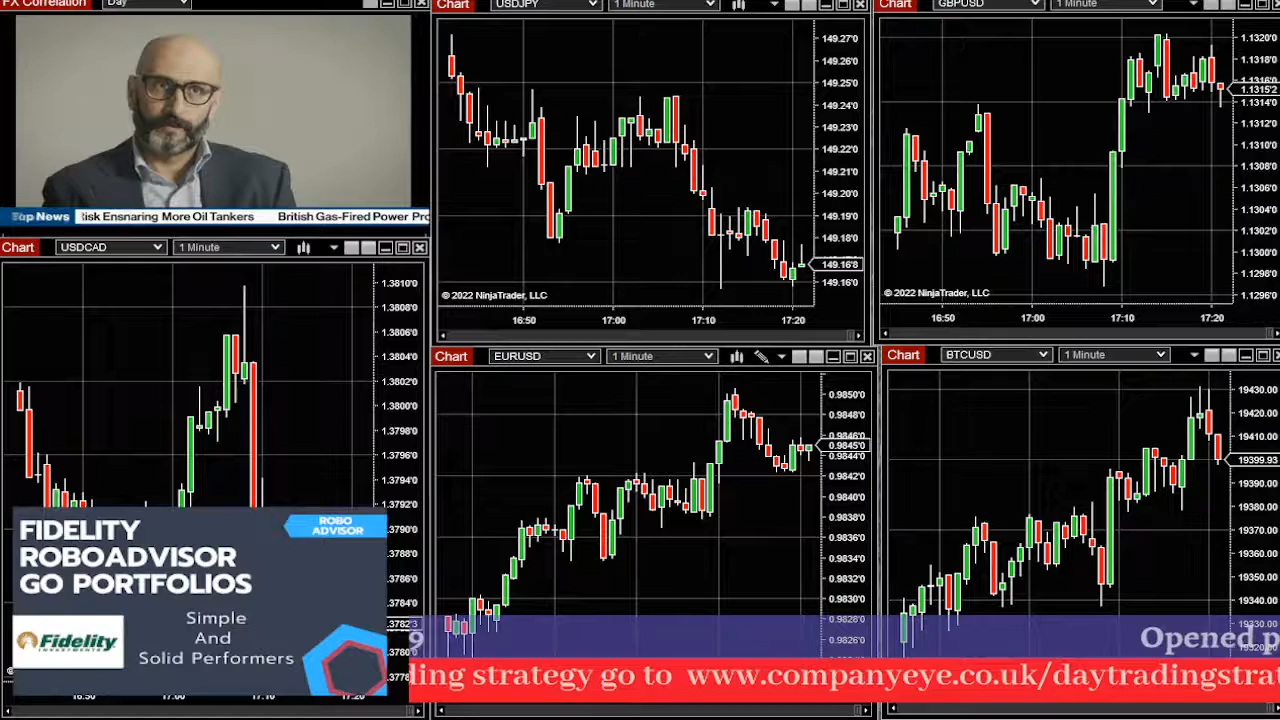 FX Correlation
Day
Top News
isk Ensnaring More Oil Tankers
British Gas-Fired Power Pro
Chart
USDJPY
1 Minute
149.27'0
149.26'0
149.25'0
149.24'0
149.23'0
149.22'0
149.21'0
149.20'0
149.19'0
149.18'0
149.16'8
149.16'0
© 2022 NinjaTrader, LLC
16:50
17:00
17:10
17:20
Chart
GBPUSD
1 Minute
1.1320'0
1.1318'0
1.1316'0
1.1315'2
1.1314'0
1.1312'0
1.1310'0
1.1308'0
1.1306'0
1.1304'0
1.1302'0
1.1300'0
1.1298'0
1.1296'0
© 2022 NinjaTrader, LLC
16:50
17:00
17:10
17:20
Chart
USDCAD
1 Minute
1.3810'0
1.3808'0
1.3806'0
1.3804'0
1.3802'0
1.3800'0
1.3798'0
1.3796'0
1.3794'0
1.3792'0
1.3790'0
1.3788'0
1.3786'0
.3784'0
.3782'3
.3780'
.3778
17:00
17:10
FIDELITY
ROBOADVISOR
GO PORTFOLIOS
ROBO
ADVISOR
Simple
And
Solid Performers
Fidelity
INVESTMENTS
Chart
EURUSD
1 Minute
0.9850'0
0.9848'0
0.9846'0
0.9845'0
0.9844'0
0.9842'0
0.9840'0
0.9838'0
0.9836'0
0.9834'0
0.9832'0
0.9830'0
0.9828'0
0.9826'0
Chart
BTCUSD
1 Minute
19430.00
19420.00
19410.00
19399.93
19390.00
19380.00
19370.00
19360.00
19350.00
19340.00
19330.00
9
Opened p
ling strategy go to www.companyeye.co.uk/daytradingstrat